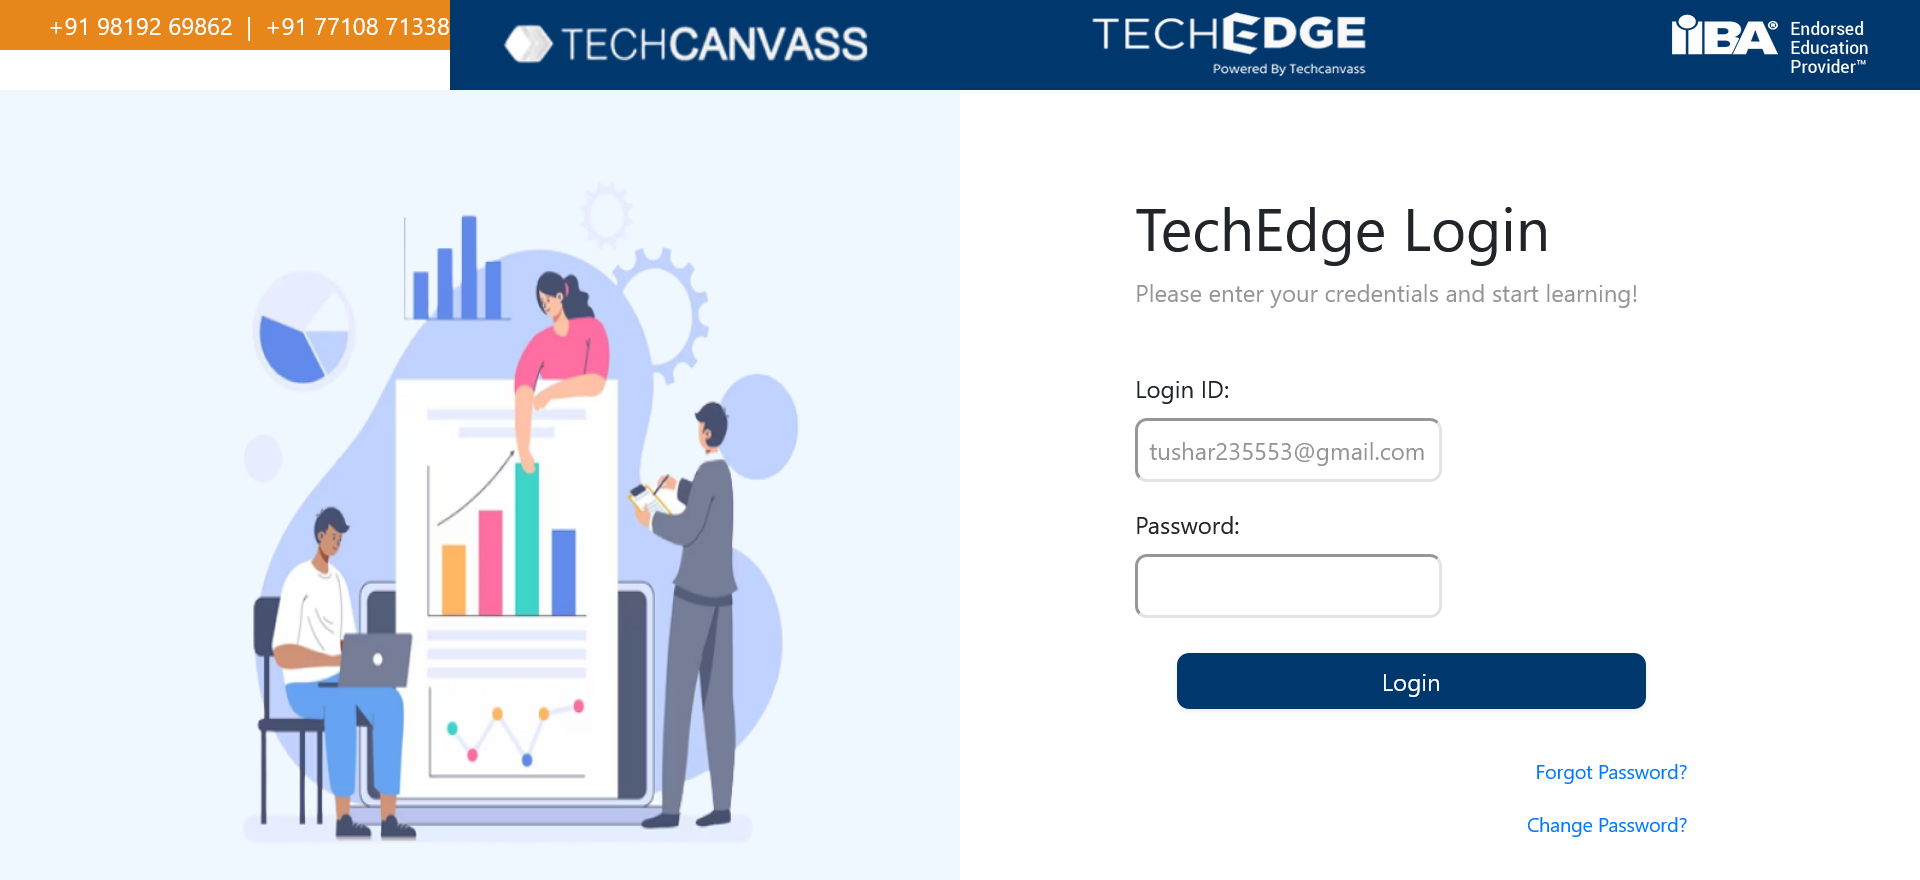 +91 98192 69862 | +91 77108 71338
TECHCANVASS
TECHEDGE
Powered By Techcanvass
IIBA® Endorsed
Education
Provider™
TechEdge Login
Please enter your credentials and start learning!
Login ID:
tushar235553@gmail.com
Password:
Login
Forgot Password?
Change Password?